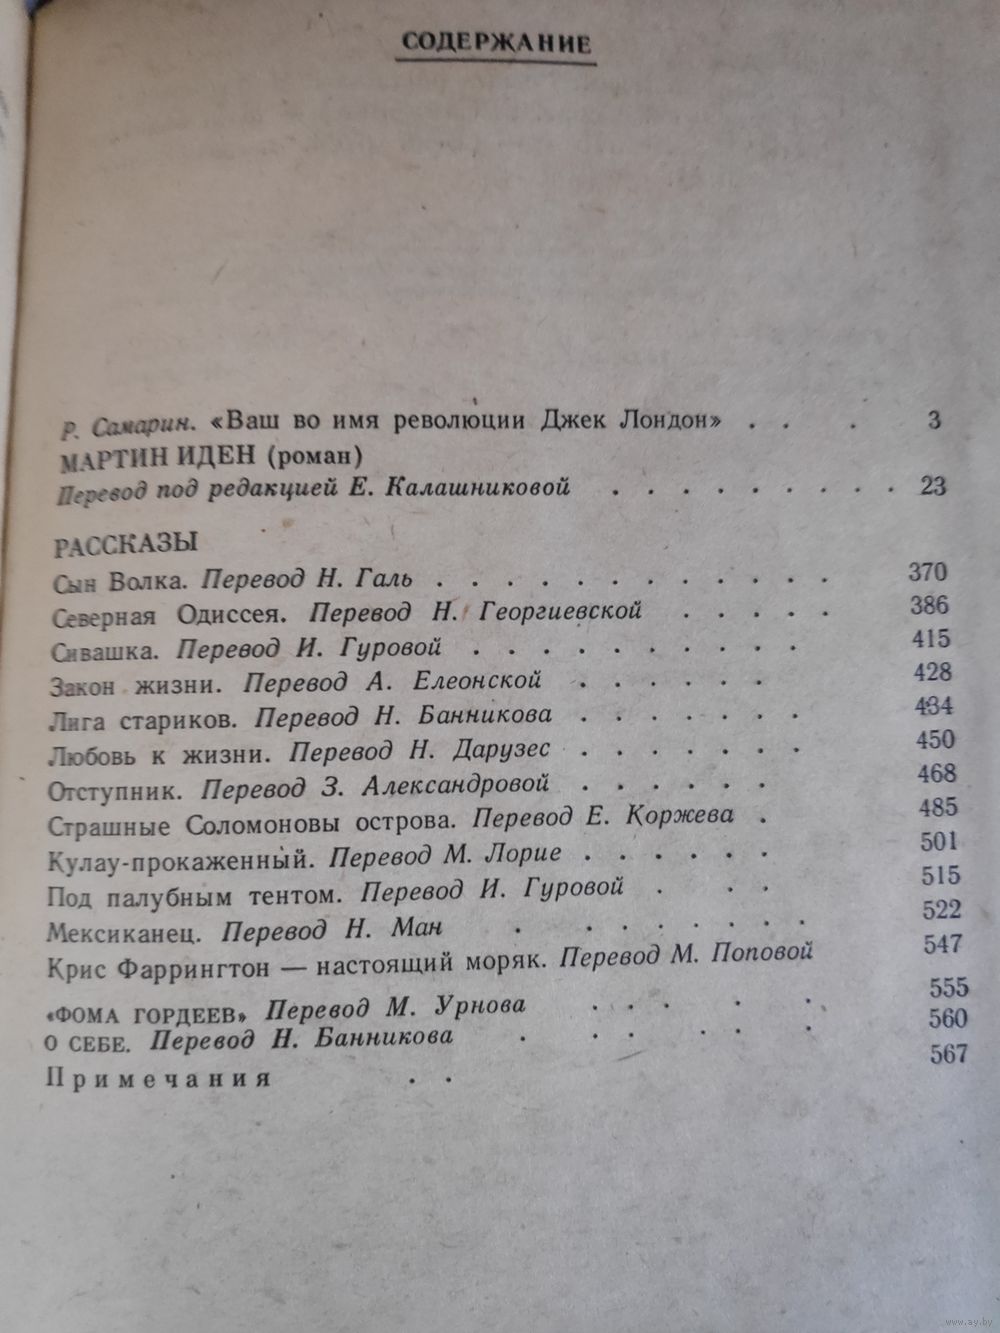 СОДЕРЖАНИЕ
Р. Самарин. «Ваш во имя революции Джек Лондон» . . . 3
МАРТИН ИДЕН (роман)
Перевод под редакцией Е. Калашниковой . . . . . . . . . 23
РАССКАЗЫ
Сын Волка. Перевод Н. Галь . . . . . . . . . . . . 370
Северная Одиссея. Перевод Н. Георгиевской . . . . . 386
Сивашка. Перевод И. Гуровой . . . . . . . . . . 415
Закон жизни. Перевод А. Елеонской . . . . . . 428
Лига стариков. Перевод Н. Банникова . . . . . . . 434
Любовь к жизни. Перевод Н. Дарузес . . . . . . . 450
Отступник. Перевод З. Александровой . . . . . . 468
Страшные Соломоновы острова. Перевод Е. Коржева . 485
Кулау-прокаженный. Перевод М. Лорие . . . . . . 501
Под палубным тентом. Перевод И. Гуровой . . . 515
Мексиканец. Перевод Н. Ман . . . . . . . . 522
Крис Фаррингтон — настоящий моряк. Перевод М. Поповой 547
«ФОМА ГОРДЕЕВ» Перевод М. Урнова . . . . . 555
О СЕБЕ. Перевод Н. Банникова . . . . . . 560
Примечания . . 567
www.ay.by